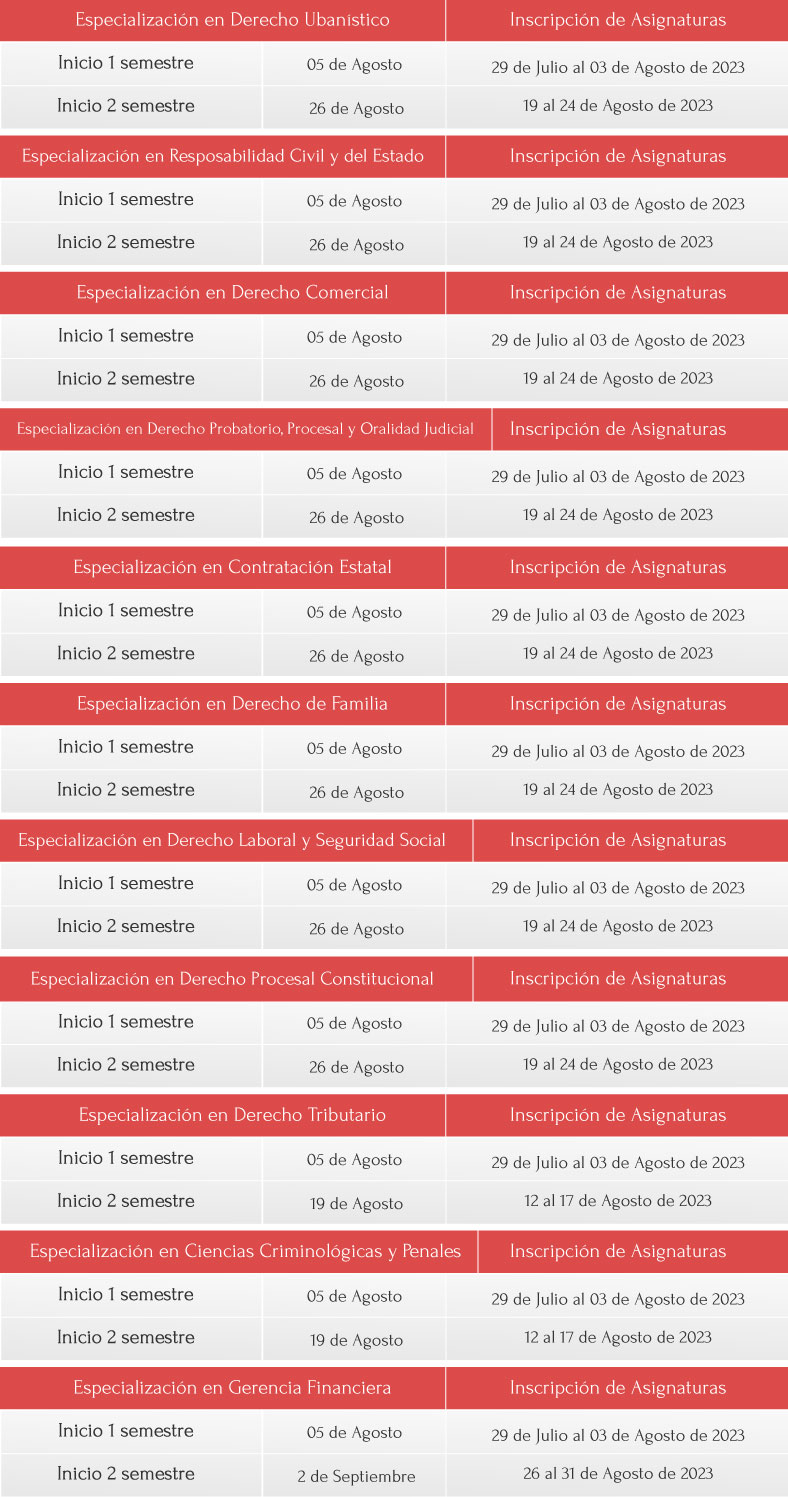 Especialización en Derecho Ubanístico Inscripción de Asignaturas
Inicio 1 semestre 05 de Agosto 29 de Julio al 03 de Agosto de 2023
Inicio 2 semestre 26 de Agosto 19 al 24 de Agosto de 2023
Especialización en Resposabilidad Civil y del Estado Inscripción de Asignaturas
Inicio 1 semestre 05 de Agosto 29 de Julio al 03 de Agosto de 2023
Inicio 2 semestre 26 de Agosto 19 al 24 de Agosto de 2023
Especialización en Derecho Comercial Inscripción de Asignaturas
Inicio 1 semestre 05 de Agosto 29 de Julio al 03 de Agosto de 2023
Inicio 2 semestre 26 de Agosto 19 al 24 de Agosto de 2023
Especialización en Derecho Probatorio, Procesal y Oralidad Judicial Inscripción de Asignaturas
Inicio 1 semestre 05 de Agosto 29 de Julio al 03 de Agosto de 2023
Inicio 2 semestre 26 de Agosto 19 al 24 de Agosto de 2023
Especialización en Contratación Estatal Inscripción de Asignaturas
Inicio 1 semestre 05 de Agosto 29 de Julio al 03 de Agosto de 2023
Inicio 2 semestre 26 de Agosto 19 al 24 de Agosto de 2023
Especialización en Derecho de Familia Inscripción de Asignaturas
Inicio 1 semestre 05 de Agosto 29 de Julio al 03 de Agosto de 2023
Inicio 2 semestre 26 de Agosto 19 al 24 de Agosto de 2023
Especialización en Derecho Laboral y Seguridad Social Inscripción de Asignaturas
Inicio 1 semestre 05 de Agosto 29 de Julio al 03 de Agosto de 2023
Inicio 2 semestre 26 de Agosto 19 al 24 de Agosto de 2023
Especialización en Derecho Procesal Constitucional Inscripción de Asignaturas
Inicio 1 semestre 05 de Agosto 29 de Julio al 03 de Agosto de 2023
Inicio 2 semestre 26 de Agosto 19 al 24 de Agosto de 2023
Especialización en Derecho Tributario Inscripción de Asignaturas
Inicio 1 semestre 05 de Agosto 29 de Julio al 03 de Agosto de 2023
Inicio 2 semestre 19 de Agosto 12 al 17 de Agosto de 2023
Especialización en Ciencias Criminológicas y Penales Inscripción de Asignaturas
Inicio 1 semestre 05 de Agosto 29 de Julio al 03 de Agosto de 2023
Inicio 2 semestre 19 de Agosto 12 al 17 de Agosto de 2023
Especialización en Gerencia Financiera Inscripción de Asignaturas
Inicio 1 semestre 05 de Agosto 29 de Julio al 03 de Agosto de 2023
Inicio 2 semestre 2 de Septiembre 26 al 31 de Agosto de 2023